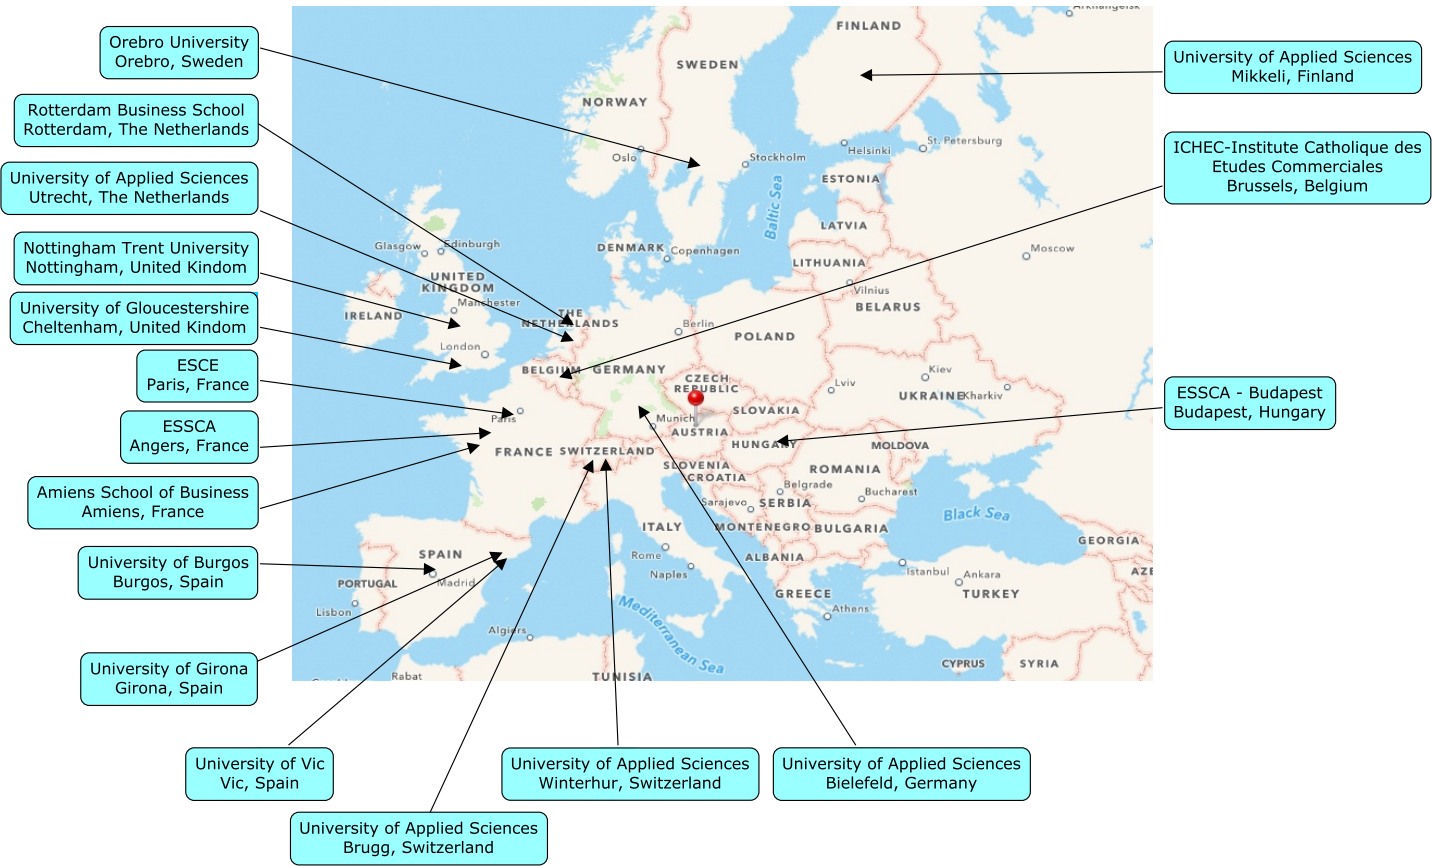 Orebro University
Orebro, Sweden
Rotterdam Business School
Rotterdam, The Netherlands
University of Applied Sciences
Utrecht, The Netherlands
Nottingham Trent University
Nottingham, United Kindom
University of Gloucestershire
Cheltenham, United Kindom
ESCE
Paris, France
ESSCA
Angers, France
Amiens School of Business
Amiens, France
University of Burgos
Burgos, Spain
University of Girona
Girona, Spain
University of Vic
Vic, Spain
University of Applied Sciences
Brugg, Switzerland
University of Applied Sciences
Winterhur, Switzerland
University of Applied Sciences
Bielefeld, Germany
University of Applied Sciences
Mikkeli, Finland
ICHEC-Institute Catholique des
Etudes Commerciales
Brussels, Belgium
ESSCA - Budapest
Budapest, Hungary
FINLAND
SWEDEN
NORWAY
Oslo
Stockholm
Helsinki
St. Petersburg
ESTONIA
Baltic Sea
LATVIA
Glasgow
Edinburgh
DENMARK
Copenhagen
Moscow
LITHUANIA
UNITED
KINGDOM
Vilnius
Manchester
BELARUS
IRELAND
THE
NETHERLANDS
Berlin
POLAND
London
BELGIUM
GERMANY
CZECH
REPUBLIC
Kiev
Lviv
UKRAINE
Kharkiv
Paris
Munich
SLOVAKIA
AUSTRIA
HUNGARY
MOLDOVA
FRANCE
SWITZERLAND
SLOVENIA
CROATIA
ROMANIA
Belgrade
Bucharest
Sarajevo
SERBIA
Black Sea
ITALY
MONTENEGRO
BULGARIA
GEORGIA
SPAIN
Rome
ALBANIA
Naples
Istanbul
Ankara
AZE
PORTUGAL
Madrid
GREECE
TURKEY
Lisbon
Athens
Mediterranean Sea
Algiers
CYPRUS
SYRIA
Rabat
TUNISIA